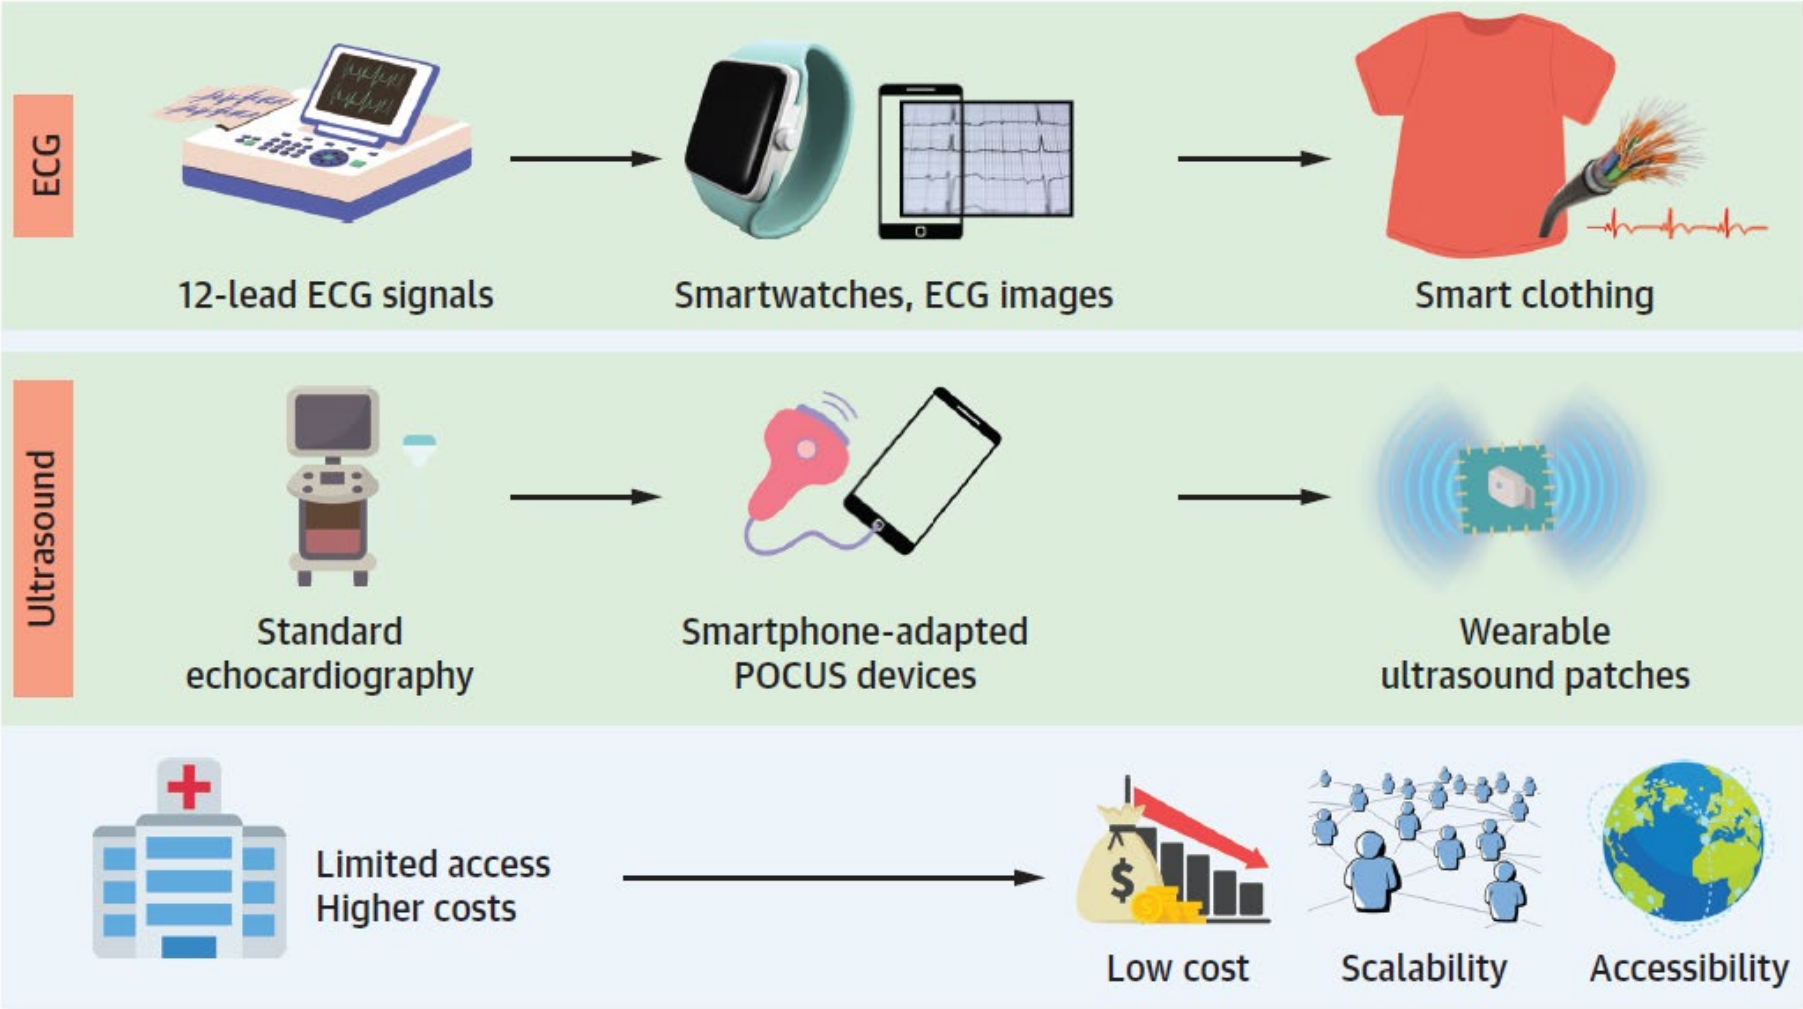 ECG
12-lead ECG signals
Smartwatches, ECG images
Smart clothing
Ultrasound
Standard
echocardiography
Smartphone-adapted
POCUS devices
Wearable
ultrasound patches
Limited access
Higher costs
$
Low cost
Scalability
Accessibility